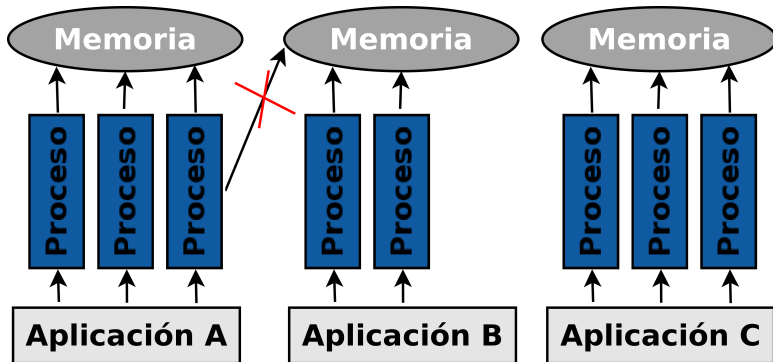 Memoria
Memoria
Memoria
Proceso
Proceso
Proceso
Proceso
Proceso
Proceso
Proceso
Proceso
Aplicación A
Aplicación B
Aplicación C